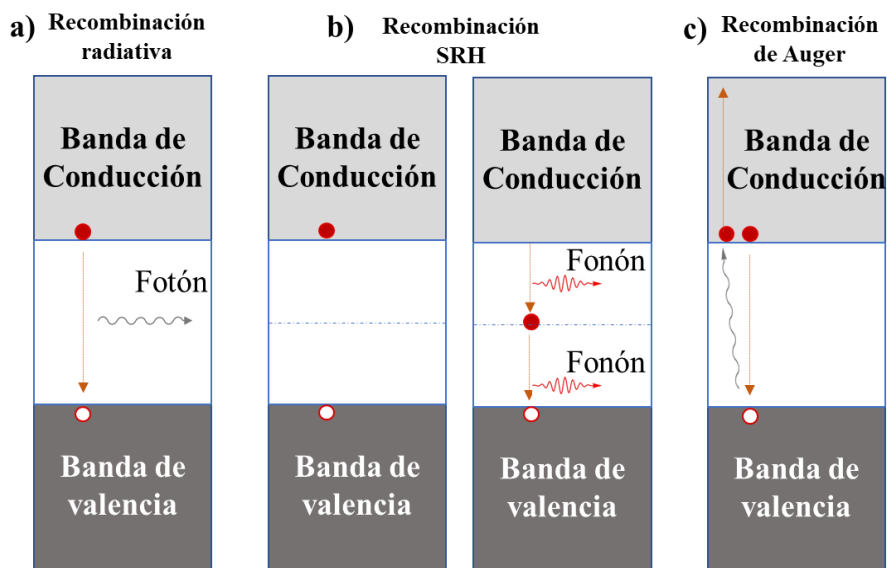 a)
Recombinación
radiativa
b)
Recombinación
SRH
c)
Recombinación
de Auger
Banda de
Conducción
Banda de
Conducción
Banda de
Conducción
Banda de
Conducción
Fotón
Fonón
Fonón
Banda de
valencia
Banda de
valencia
Banda de
valencia
Banda de
valencia